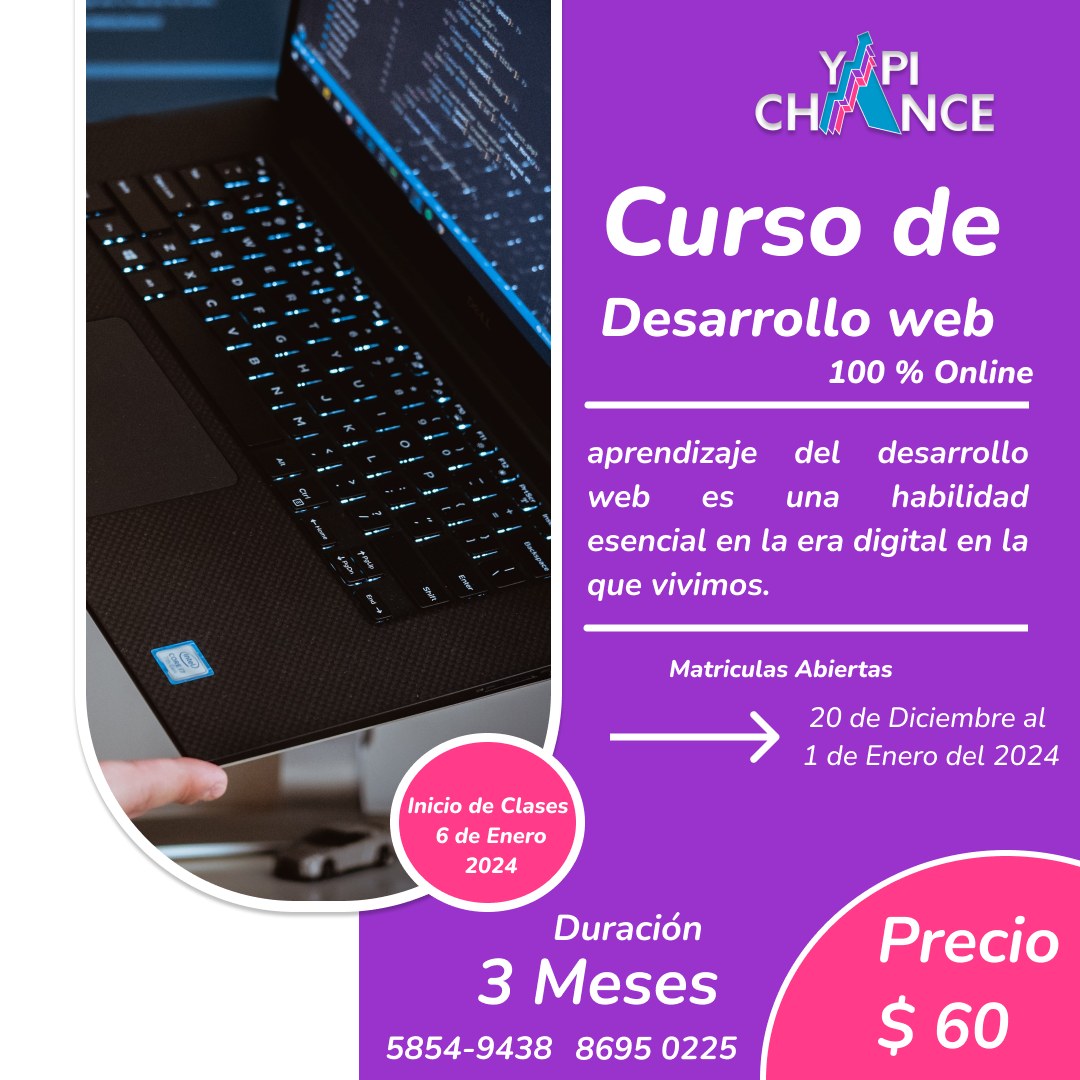 YAPI
CHANCE
Curso de
Desarrollo web
100 % Online
aprendizaje del desarrollo
web es una habilidad
esencial en la era digital en la
que vivimos.
Matriculas Abiertas
20 de Diciembre al
1 de Enero del 2024
Inicio de Clases
6 de Enero
2024
Duración
3 Meses
5854-9438 8695 0225
Precio
$ 60